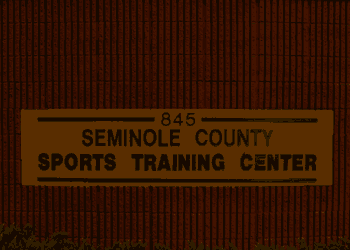 845
SEMINOLE COUNTY
SPORTS TRAINING CENTER